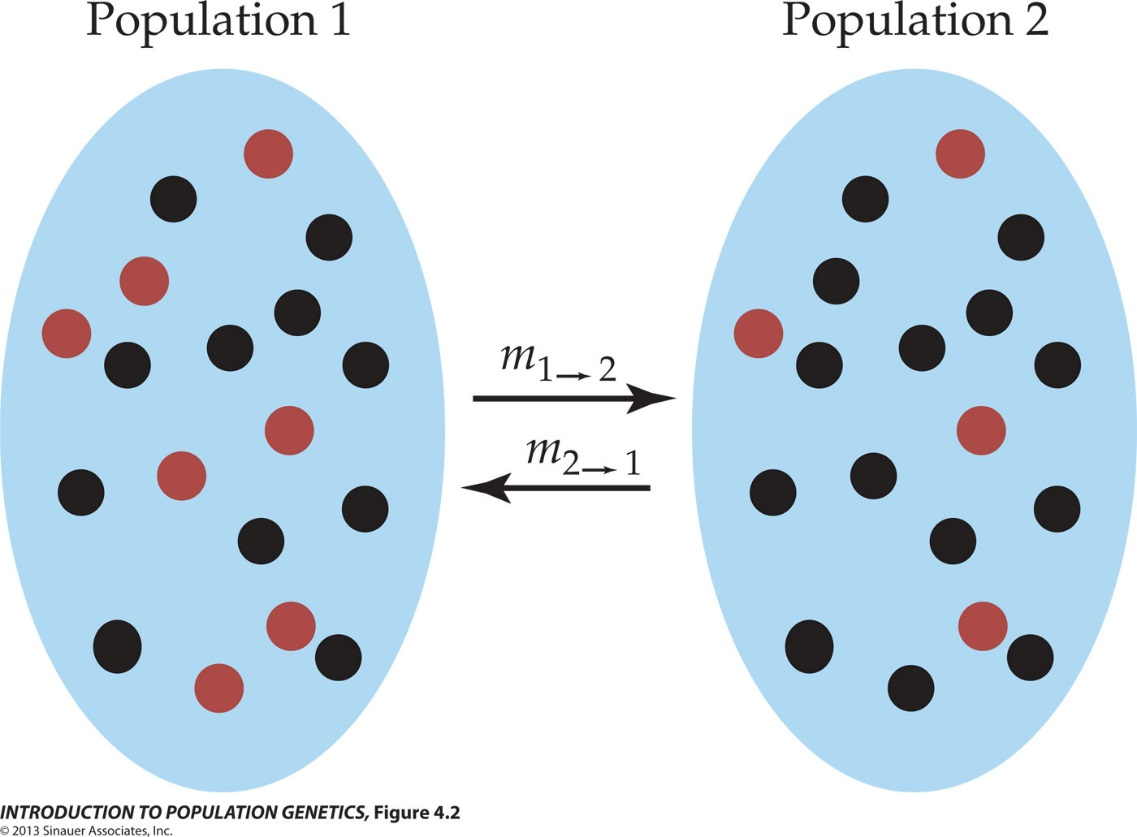 Population 1
Population 2
m1→2
m2→1
INTRODUCTION TO POPULATION GENETICS, Figure 4.2
© 2013 Sinauer Associates, Inc.